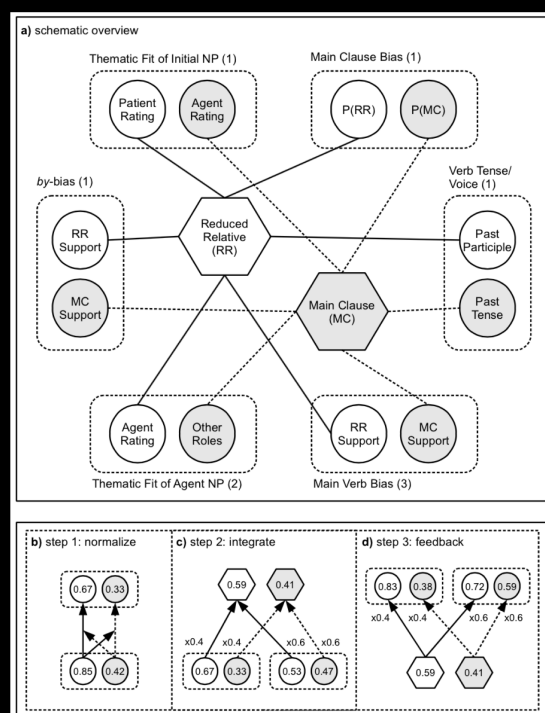 a) schematic overview
Thematic Fit of Initial NP (1)
Main Clause Bias (1)
Patient
Rating
Agent
Rating
P(RR)
P(MC)
by-bias (1)
Verb Tense/
Voice (1)
RR
Support
Reduced
Relative
(RR)
Past
Participle
MC
Support
Main Clause
(MC)
Past
Tense
Agent
Rating
Other
Roles
RR
Support
MC
Support
Thematic Fit of Agent NP (2)
Main Verb Bias (3)
b) step 1: normalize
0.67
0.33
0.85
0.42
c) step 2: integrate
0.59
0.41
x0.4
x0.4
x0.6
x0.6
0.67
0.33
0.53
0.47
d) step 3: feedback
0.83
0.38
0.72
0.59
x0.4
x0.4
x0.6
x0.6
0.59
0.41